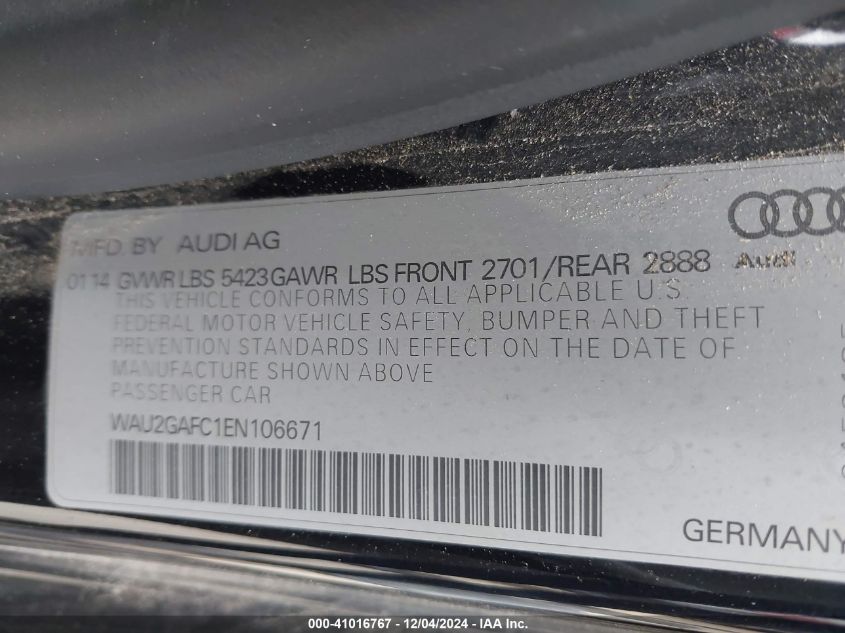 MFD. BY AUDI AG
01 14 GVWR LBS 5423 GAWR LBS FRONT 2701/REAR 2888
Audi
THIS VEHICLE CONFORMS TO ALL APPLICABLE U.S.
FEDERAL MOTOR VEHICLE SAFETY, BUMPER AND THEFT
PREVENTION STANDARDS IN EFFECT ON THE DATE OF
MANUFACTURE SHOWN ABOVE
PASSENGER CAR
WAU2GAFC1EN106671
GERMANY
000-41016767 - 12/04/2024 - IAA, Inc.